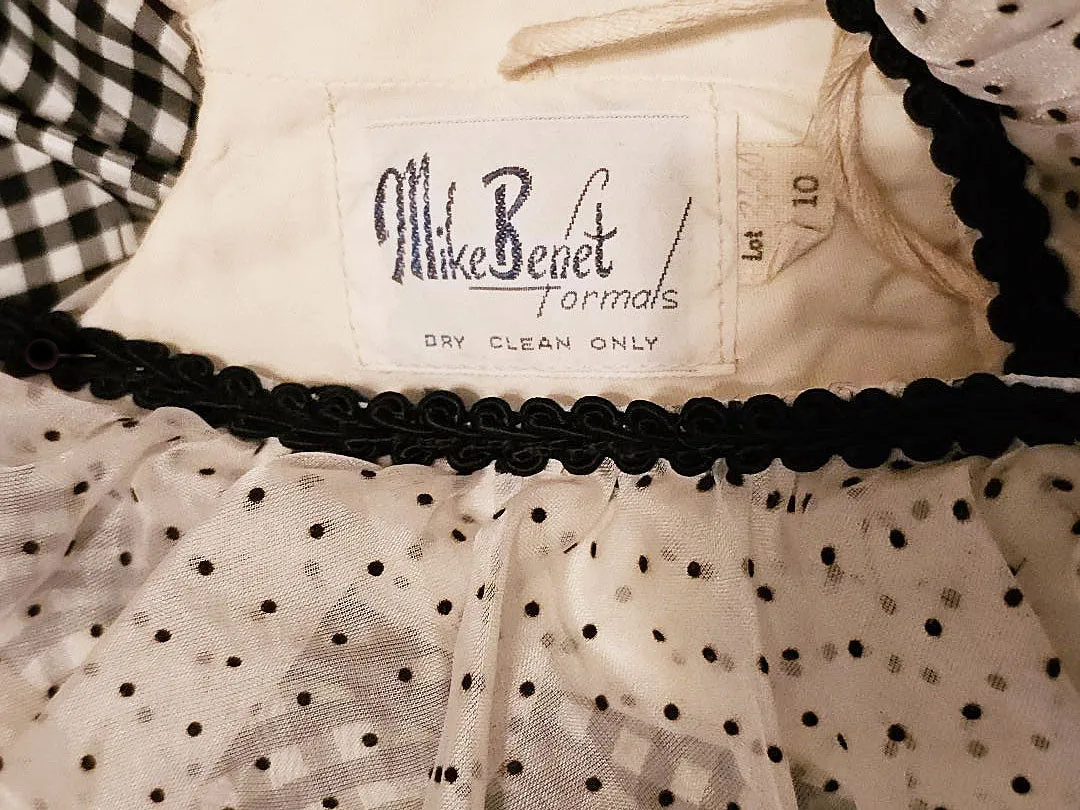 Mike Benet
Formals
DRY CLEAN ONLY
Lot
10